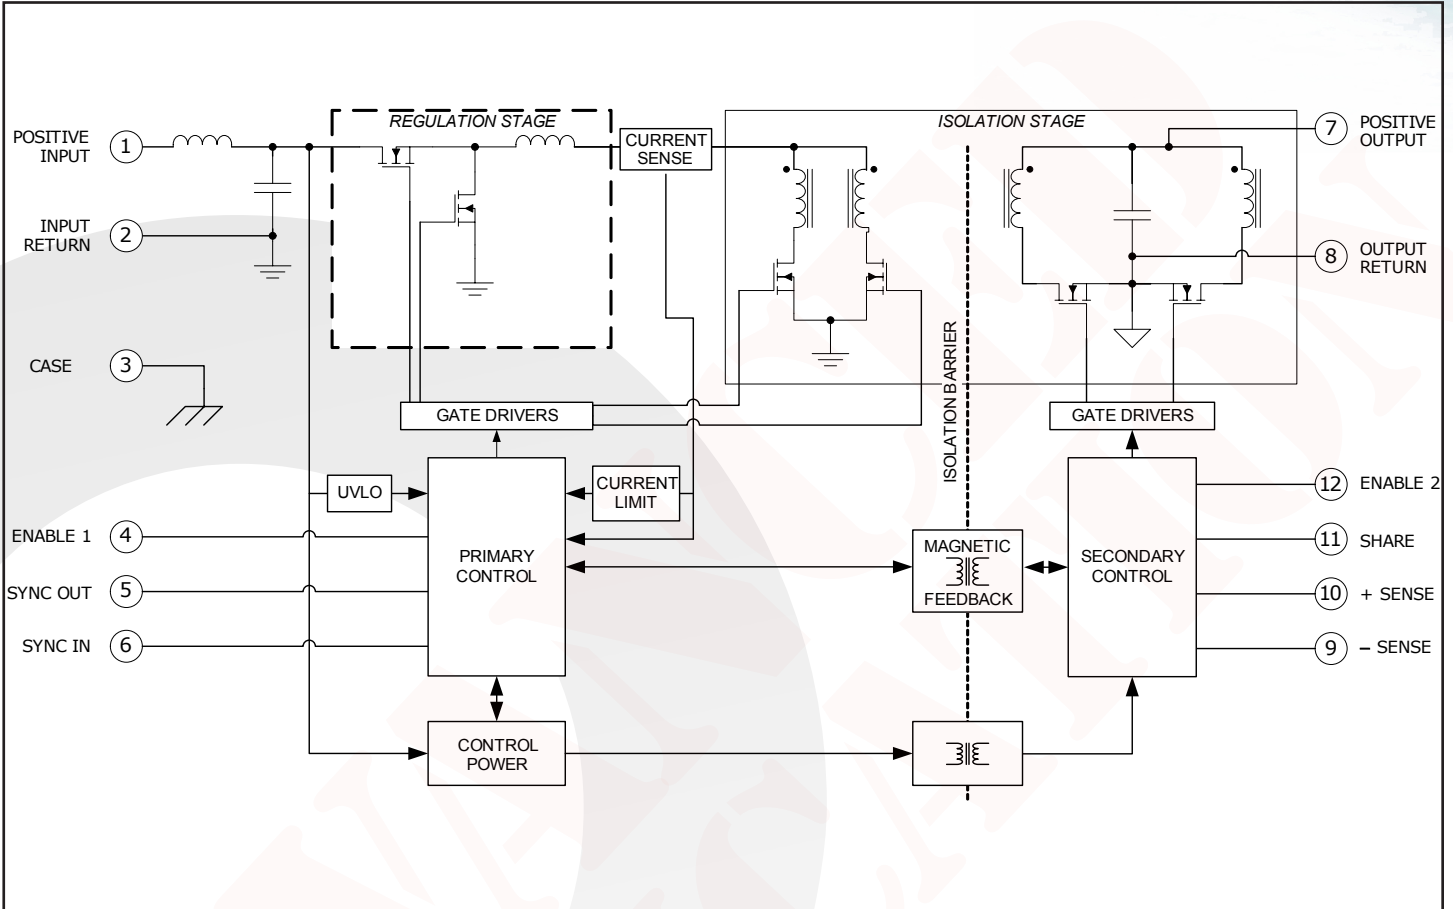 REGULATION STAGE
ISOLATION STAGE
POSITIVE
INPUT
1
CURRENT
SENSE
7
POSITIVE
OUTPUT
INPUT
RETURN
2
8
OUTPUT
RETURN
CASE
3
ISOLATION BARRIER
GATE DRIVERS
GATE DRIVERS
UVLO
CURRENT
LIMIT
12
ENABLE 2
ENABLE 1
4
PRIMARY
CONTROL
MAGNETIC
FEEDBACK
SECONDARY
CONTROL
11
SHARE
SYNC OUT
5
10
+ SENSE
SYNC IN
6
9
– SENSE
CONTROL
POWER